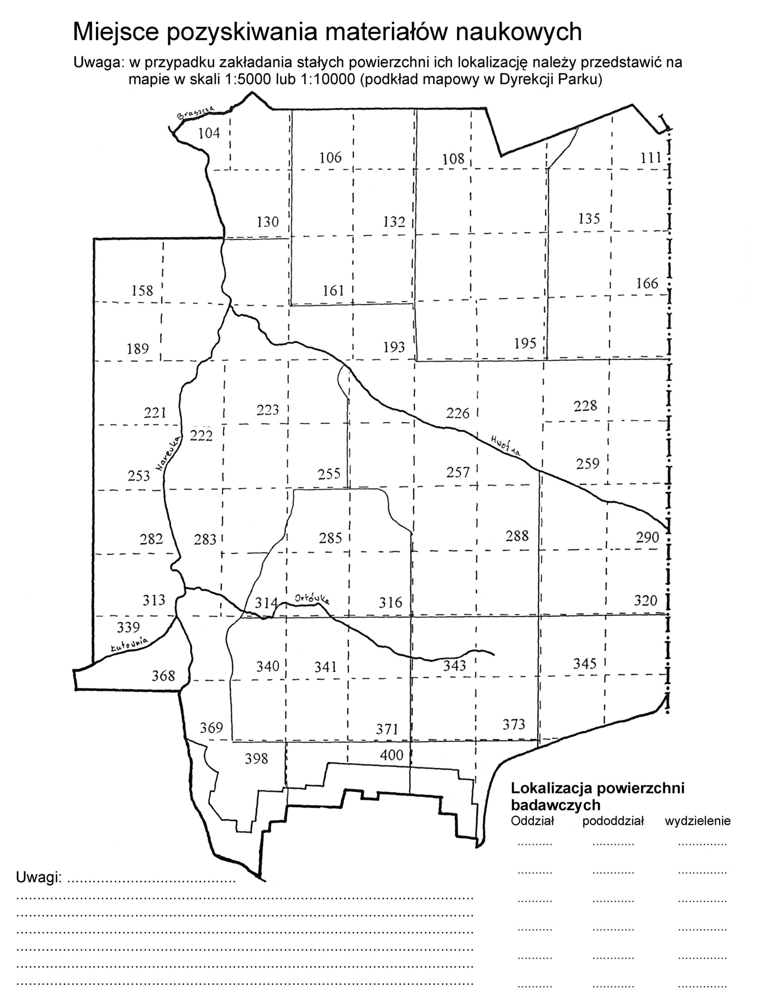 Miejsce pozyskiwania materiałów naukowych
Uwaga: w przypadku zakładania stałych powierzchni ich lokalizację należy przedstawić na
mapie w skali 1:5000 lub 1:10000 (podkład mapowy w Dyrekcji Parku)
Braszcza
104
106
108
111
130
132
135
158
161
166
189
193
195
221
223
226
228
222
Narewka
Hwoźna
253
255
257
259
282
283
285
288
290
313
314
Orłówka
316
320
339
Łutownia
368
340
341
343
345
369
371
373
398
400
Lokalizacja powierzchni
badawczych
Oddział pododdział wydzielenie
.......... ............ ..............
.......... ............ ..............
.......... ............ ..............
.......... ............ ..............
.......... ............ ..............
.......... ............ ..............
Uwagi: ........................................